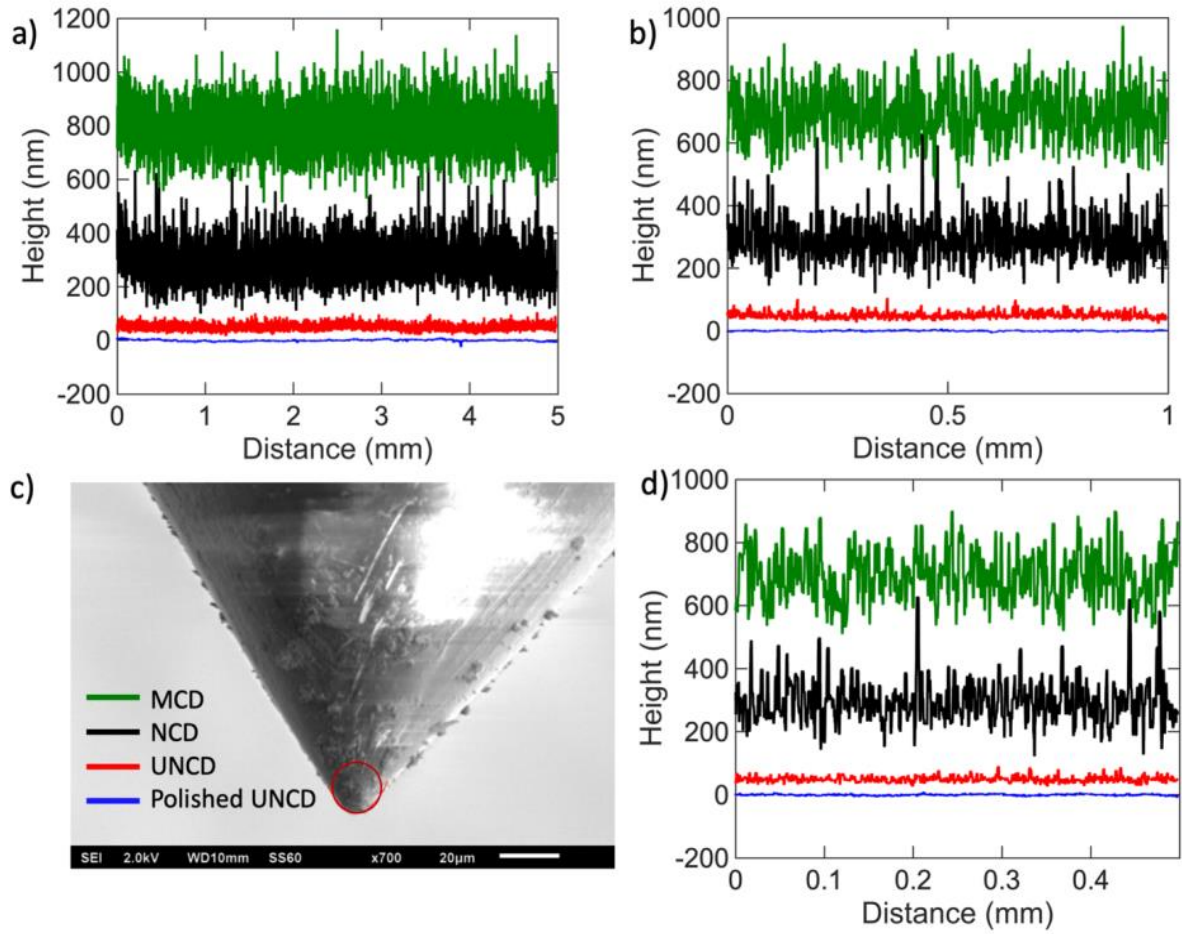 a)
1200
1000
800
600
400
200
0
-200
Height (nm)
0 1 2 3 4 5
Distance (mm)
b)
1000
800
600
400
200
0
-200
Height (nm)
0 0.5 1
Distance (mm)
c)
MCD
NCD
UNCD
Polished UNCD
SEI 2.0kV WD10mm SS60 x700 20μm
d)
1000
800
600
400
200
0
-200
Height (nm)
0 0.1 0.2 0.3 0.4
Distance (mm)